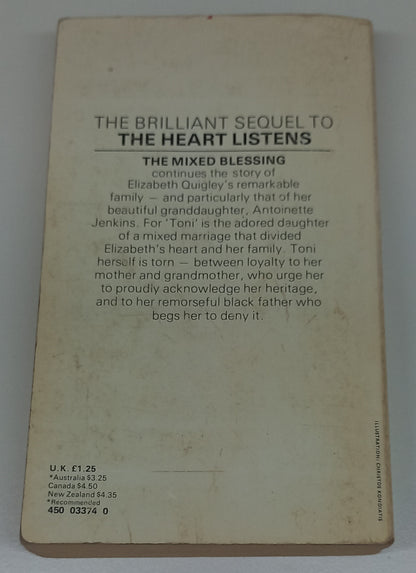 THE BRILLIANT SEQUEL TO
THE HEART LISTENS
THE MIXED BLESSING
continues the story of
Elizabeth Quigley's remarkable
family — and particularly that of her
beautiful granddaughter, Antoinette
Jenkins. For 'Toni' is the adored daughter
of a mixed marriage that divided
Elizabeth's heart and her family. Toni
herself is torn — between loyalty to her
mother and grandmother, who urge her
to proudly acknowledge her heritage,
and to her remorseful black father who
begs her to deny it.
U.K. £1.25
*Australia $3.25
Canada $4.50
New Zealand $4.35
*Recommended
450 03374 0
ILLUSTRATION: CHRISTOS KONDEATIS